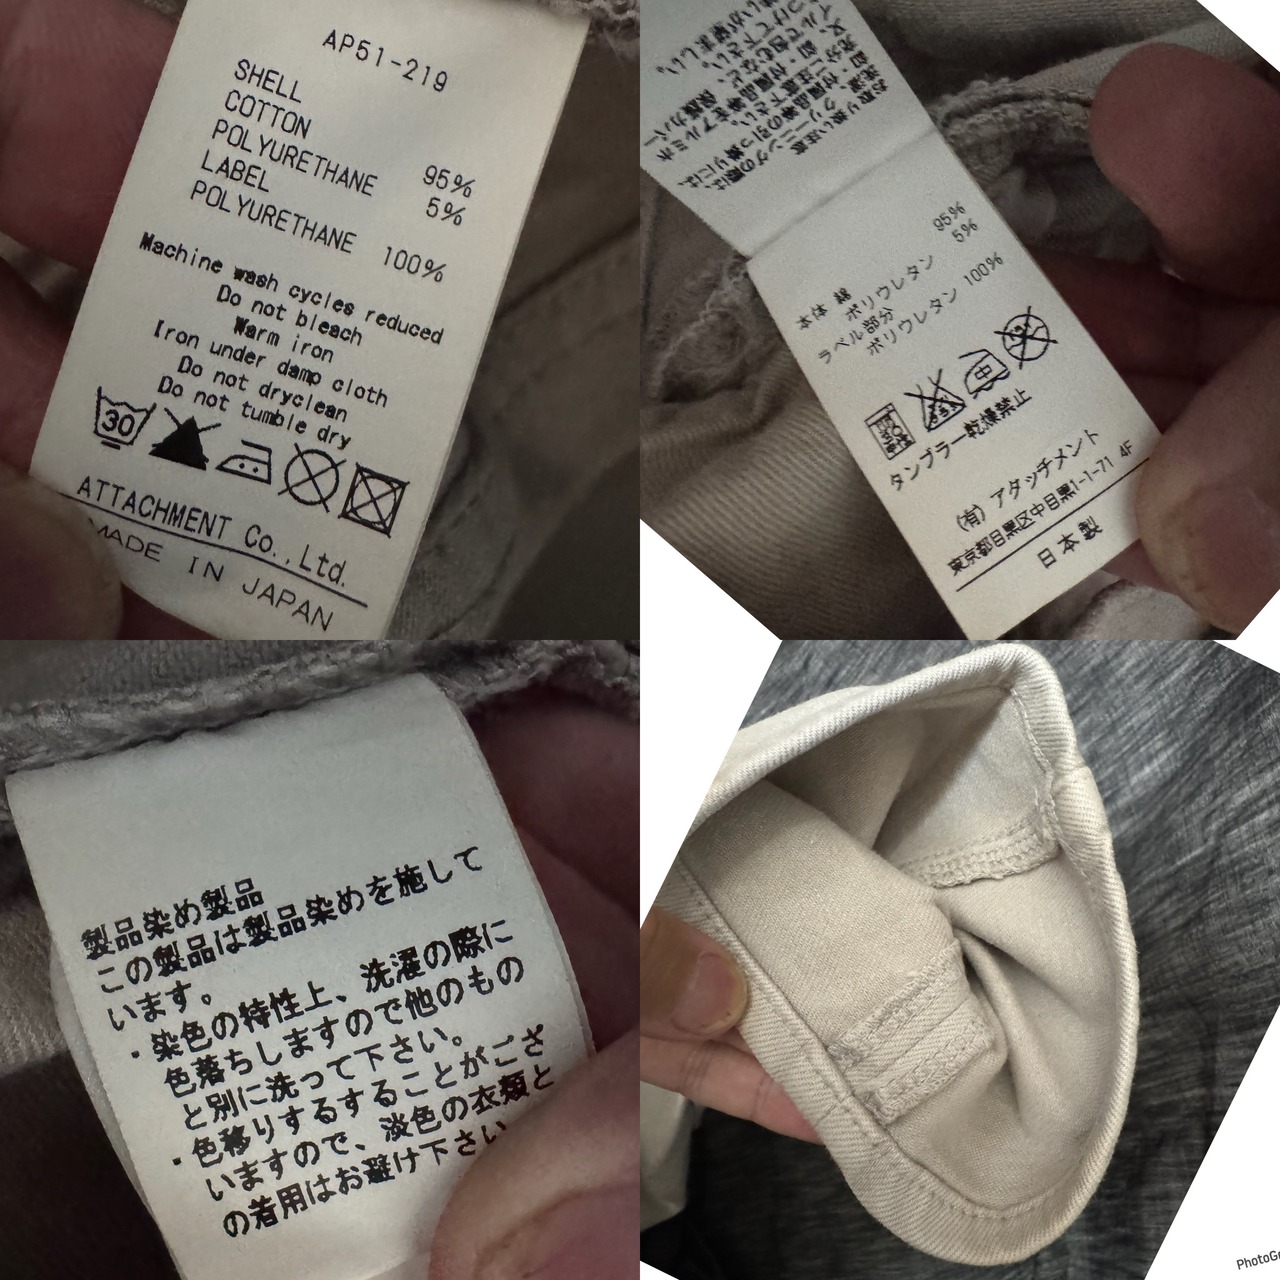 AP51-219
SHELL
COTTON 95%
POLYURETHANE 5%
LABEL
POLYURETHANE 100%
Machine wash cycles reduced
Do not bleach
Warm iron
Iron under damp cloth
Do not dryclean
Do not tumble dry
30
ATTACHMENT Co.,Ltd.
MADE IN JAPAN
本体 綿 95%
ポリウレタン 5%
ラベル部分
ポリウレタン 100%
タンブラー乾燥禁止
(有) アタッチメント
東京都目黒区中目黒1-1-71 4F
日本製
製品染め製品
この製品は製品染めを施して
います。
・染色の特性上、洗濯の際に
色落ちしますので他のもの
と別に洗って下さい。
・色移りするすることがござ
いますので、淡色の衣類と
の着用はお避け下さい